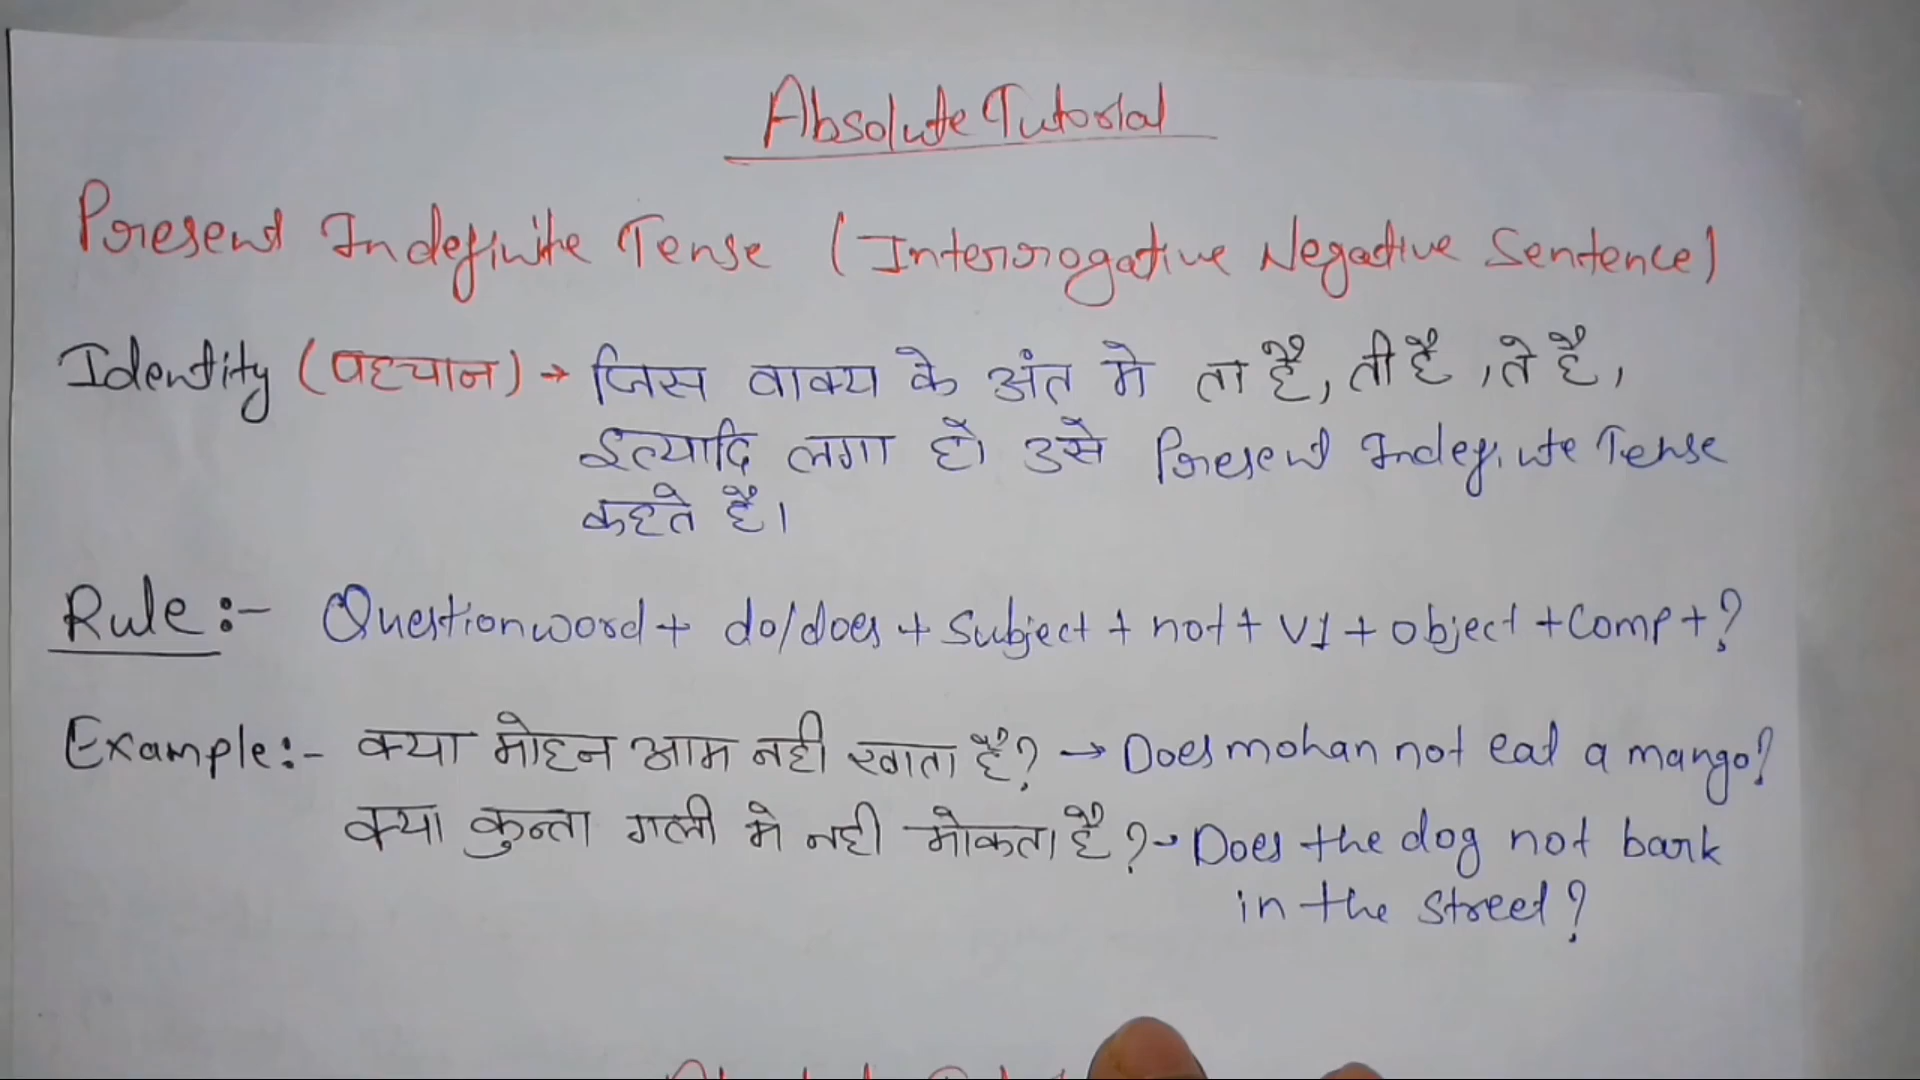 Absolute Tutorial
Present Indefinite Tense (Interrogative Negative Sentence)
Identity (पहचान) → जिस वाक्य के अंत मे ता है, ती है, ते है,
इत्यादि लगा हो उसे Present Indefinite Tense
कहते है।
Rule:- Question word + do/does + Subject + not + V1 + object + Comp + ?
Example:- क्या मोहन आम नही खाता है? → Does mohan not eat a mango?
क्या कुन्ता गली मे नही भोकता है? → Does the dog not bark
in the street?